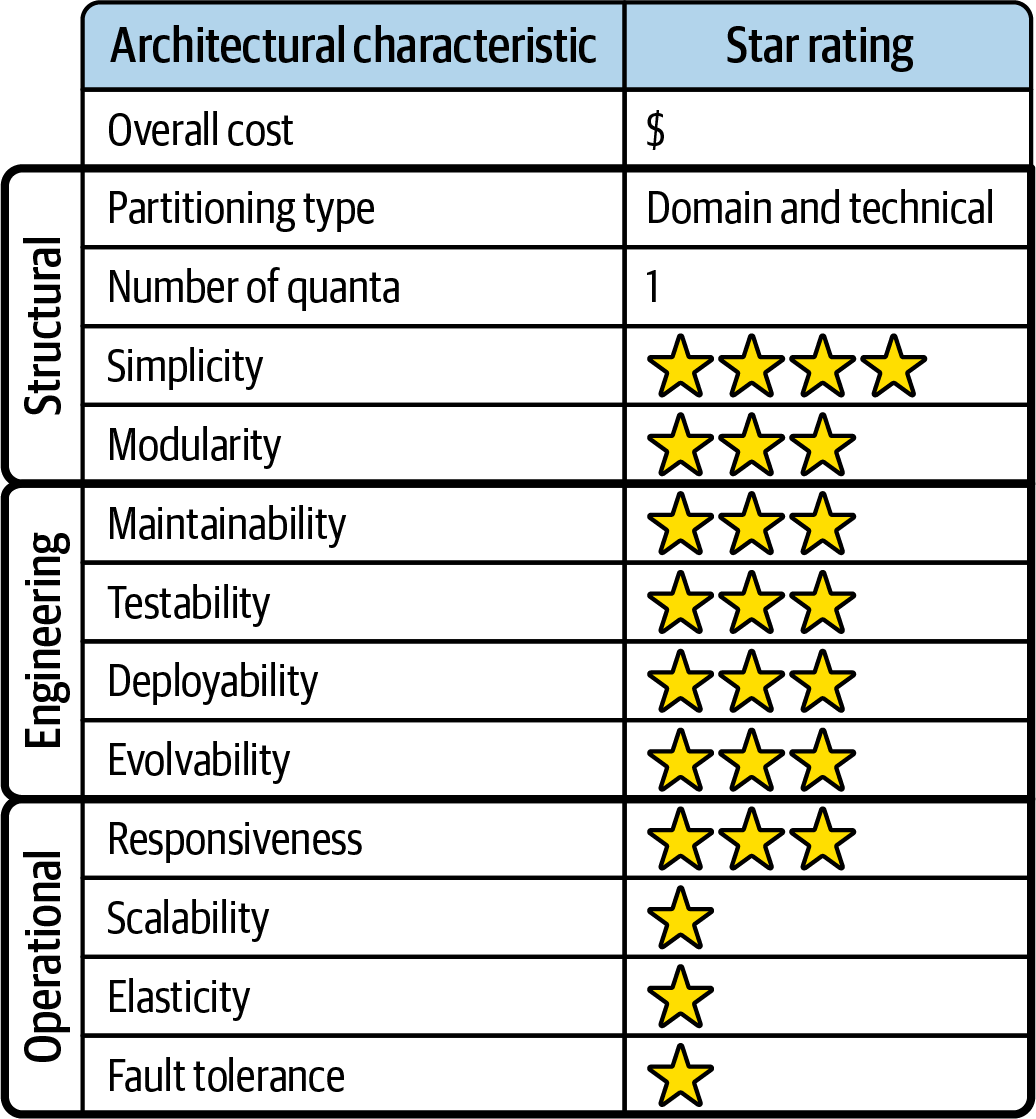 Architectural characteristic Star rating
Overall cost $
Structural
Partitioning type Domain and technical
Number of quanta 1
Simplicity
Modularity
Engineering
Maintainability
Testability
Deployability
Evolvability
Operational
Responsiveness
Scalability
Elasticity
Fault tolerance